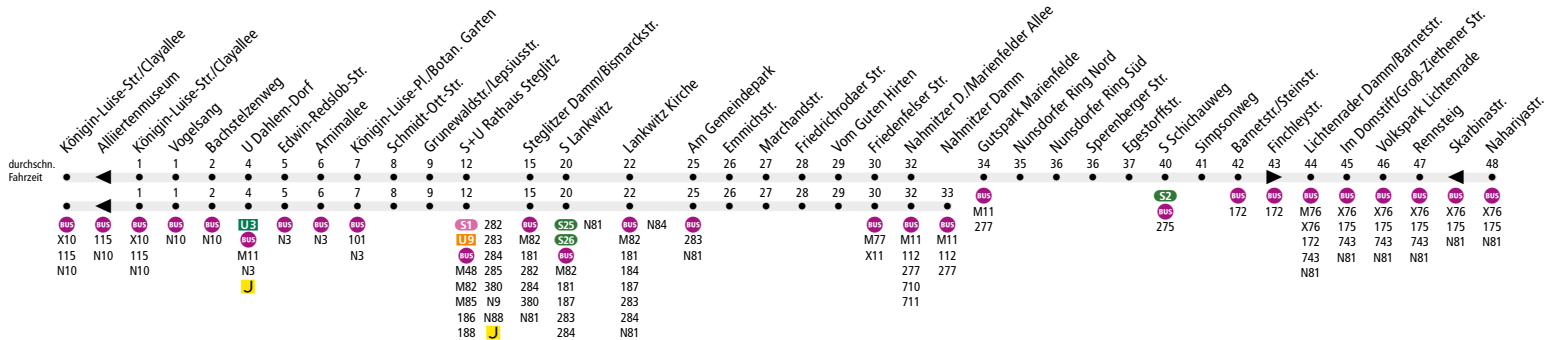 Königin-Luise-Str./Clayallee
Alliiertenmuseum
Königin-Luise-Str./Clayallee
Vogelsang
Bachstelzenweg
U Dahlem-Dorf
Edwin-Redslob-Str.
Arnimallee
Königin-Luise-Pl./Botan. Garten
Schmidt-Ott-Str.
Grunewaldstr./Lepsiusstr.
S+U Rathaus Steglitz
Steglitzer Damm/Bismarckstr.
S Lankwitz
Lankwitz Kirche
Am Gemeindepark
Emmichstr.
Marchandstr.
Friedrichrodaer Str.
Vom Guten Hirten
Friedenfelser Str.
Nahmitzer D./Marienfelder Allee
Nahmitzer Damm
Gutspark Marienfelde
Nunsdorfer Ring Nord
Nunsdorfer Ring Süd
Sperenberger Str.
Egestorffstr.
S Schichauweg
Simpsonweg
Barnetstr./Steinstr.
Finchleystr.
Lichtenrader Damm/Barnetstr.
Im Domstift/Groß-Ziethener Str.
Volkspark Lichtenrade
Rennsteig
Skarbinastr.
Nahariyastr.
durchschn. 1 1 2 4 5 6 7 8 9 12 15 20 22 25 26 27 28 29 30 32 34 35 36 36 37 40 41 42 43 44 45 46 47 48
Fahrzeit
1 1 2 4 5 6 7 8 9 12 15 20 22 25 26 27 28 29 30 32 33
BUS
X10
115
N10
BUS
115
N10
BUS
X10
115
N10
BUS
N10
BUS
N10
U3
BUS
M11
N3
J
BUS
N3
BUS
N3
BUS
101
N3
S1 282
U9 283
BUS 284
M48 285
M82 380
M85 N9
186 N88
188 J
BUS
M82
181
282
284
380
N81
S25 N81
S26
BUS
M82
181
187
283
284
BUS N84
M82
181
184
187
283
284
N81
BUS
283
N81
BUS
M77
X11
BUS
M11
112
277
710
711
BUS
M11
112
277
BUS
M11
277
S2
BUS
275
BUS
172
BUS
172
BUS
M76
X76
172
743
N81
BUS
X76
175
743
N81
BUS
X76
175
743
N81
BUS
X76
175
743
N81
BUS
X76
175
N81
BUS
X76
175
N81